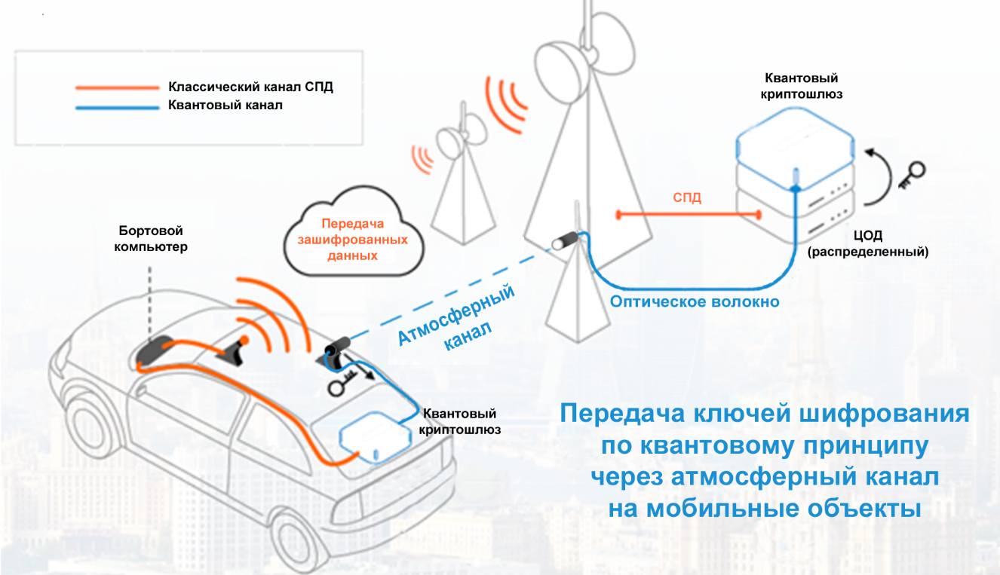 Классический канал СПД
Квантовый канал
Квантовый
криптошлюз
СПД
ЦОД
(распределенный)
Передача
зашифрованных
данных
Бортовой
компьютер
Атмосферный
канал
Оптическое волокно
Квантовый
криптошлюз
Передача ключей шифрования
по квантовому принципу
через атмосферный канал
на мобильные объекты